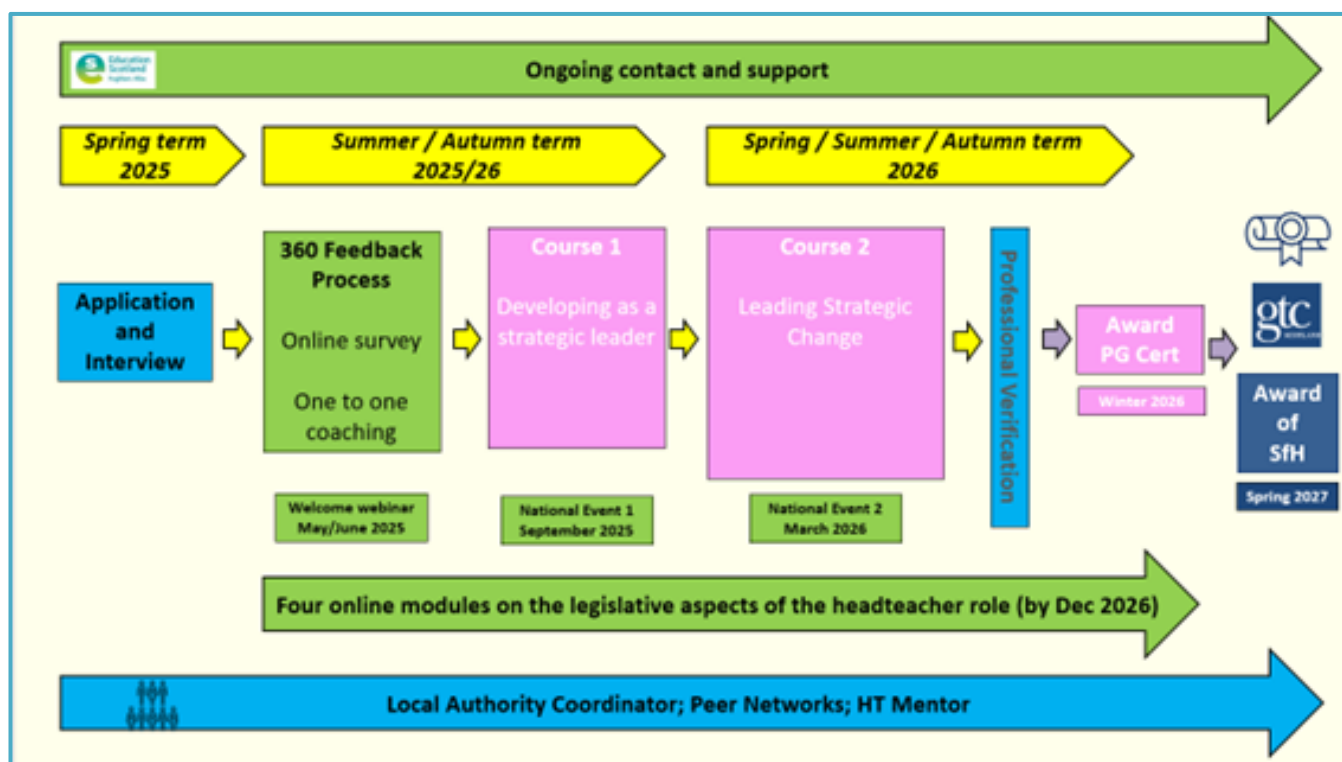 Education
Scotland
Foghlam Alba
Ongoing contact and support
Spring term
2025
Summer / Autumn term
2025/26
Spring / Summer / Autumn term
2026
Application
and
Interview
360 Feedback
Process
Online survey
One to one
coaching
Course 1
Developing as a
strategic leader
Course 2
Leading Strategic
Change
Professional Verification
Award
PG Cert
Winter 2026
gtc
SCOTLAND
Award
of
SfH
Spring 2027
Welcome webinar
May/June 2025
National Event 1
September 2025
National Event 2
March 2026
Four online modules on the legislative aspects of the headteacher role (by Dec 2026)
Local Authority Coordinator; Peer Networks; HT Mentor